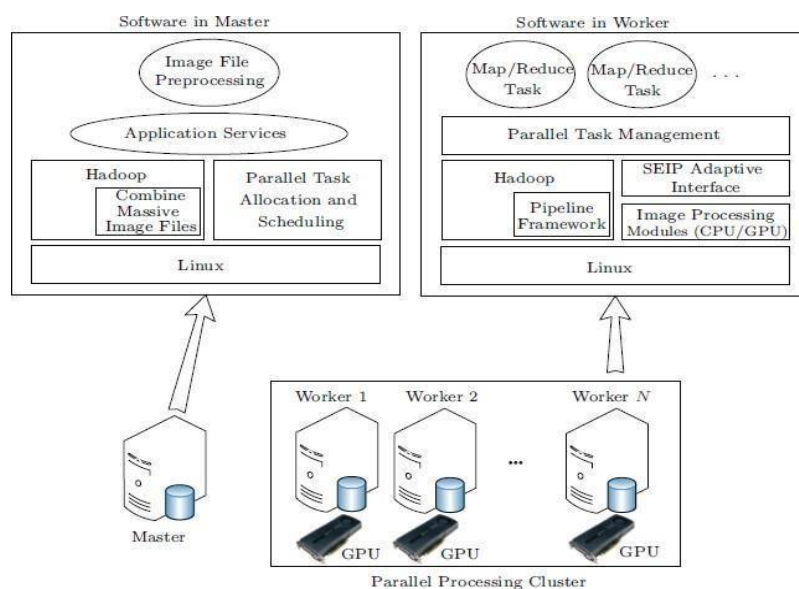 Software in Master
Image File
Preprocessing
Application Services
Hadoop
Combine
Massive
Image Files
Parallel Task
Allocation and
Scheduling
Linux
Software in Worker
Map/Reduce
Task
Map/Reduce
Task
. . .
Parallel Task Management
Hadoop
Pipeline
Framework
SEIP Adaptive
Interface
Image Processing
Modules (CPU/GPU)
Linux
Master
Worker 1
Worker 2
...
Worker N
GPU
GPU
GPU
Parallel Processing Cluster